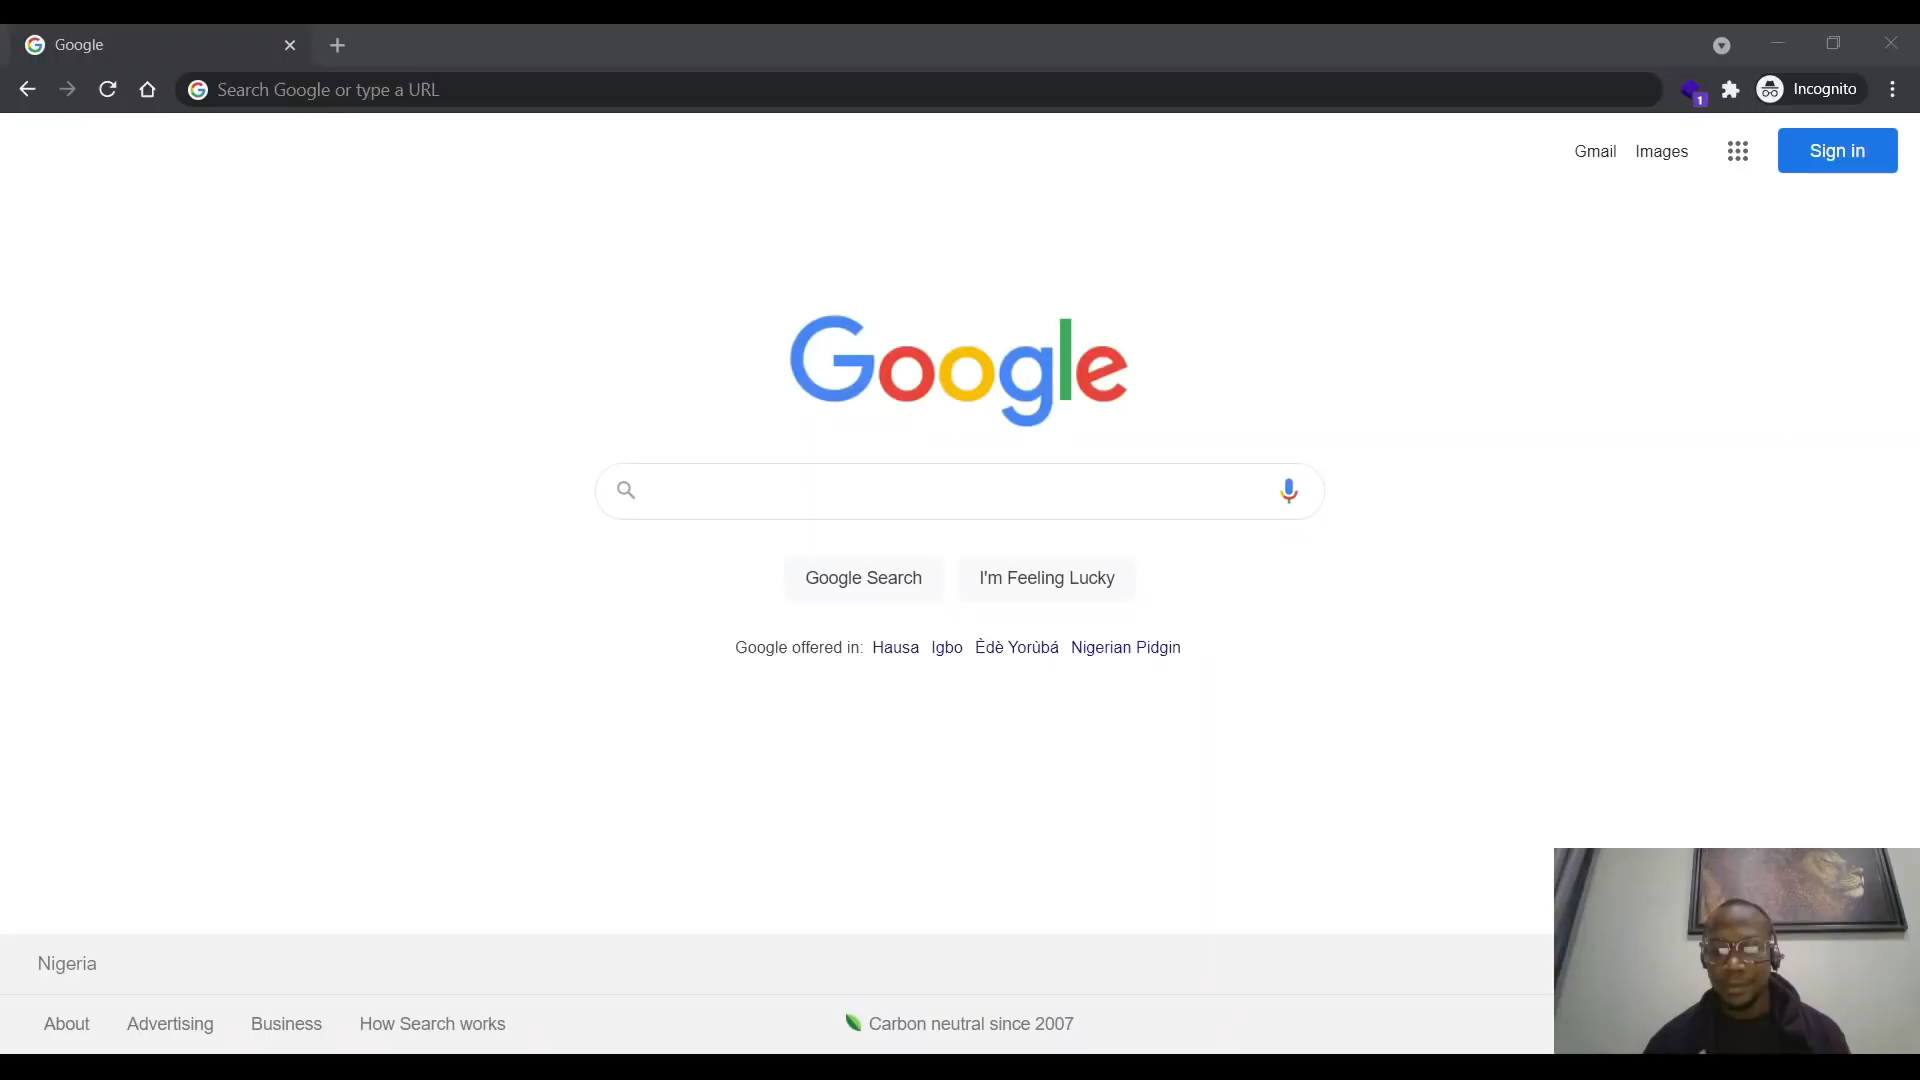 Google
Search Google or type a URL
1
Incognito
Gmail Images
Sign in
Google
Google Search
I'm Feeling Lucky
Google offered in: Hausa Igbo Èdè Yorùbá Nigerian Pidgin
Nigeria
About Advertising Business How Search works
Carbon neutral since 2007